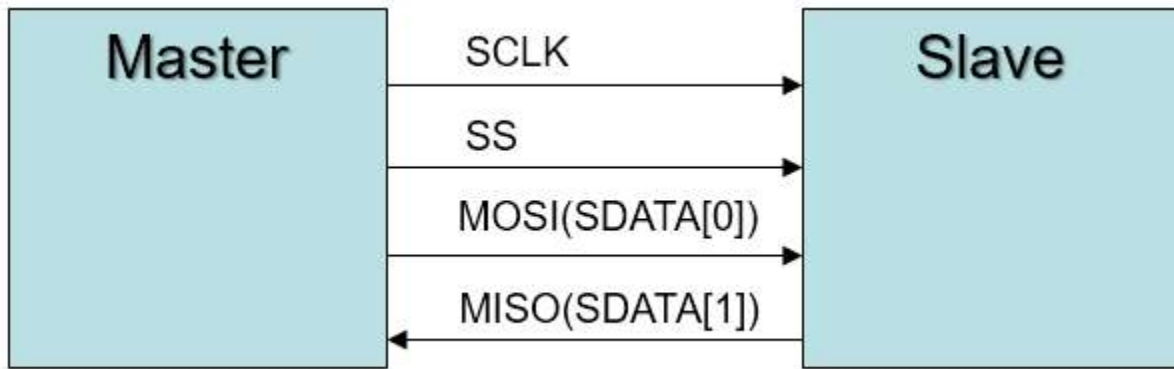 Master
Slave
SCLK
SS
MOSI(SDATA[0])
MISO(SDATA[1])